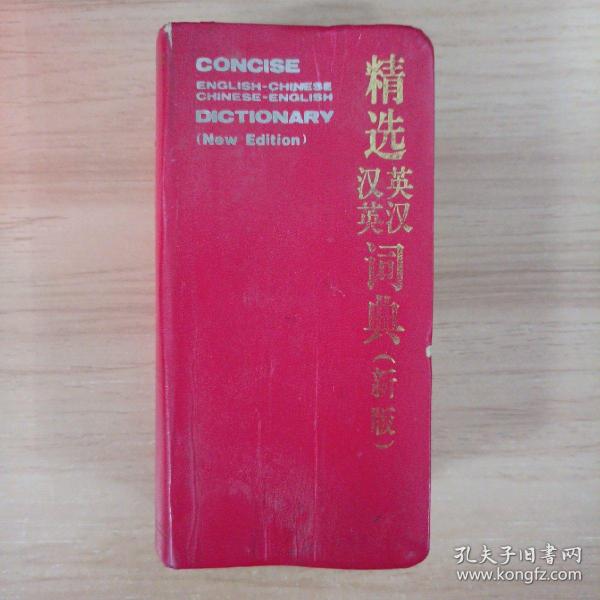 CONCISE
ENGLISH-CHINESE
CHINESE-ENGLISH
DICTIONARY
(New Edition)
精选
英汉
汉英
词典
(新版)
孔夫子旧书网
www.kongfz.com